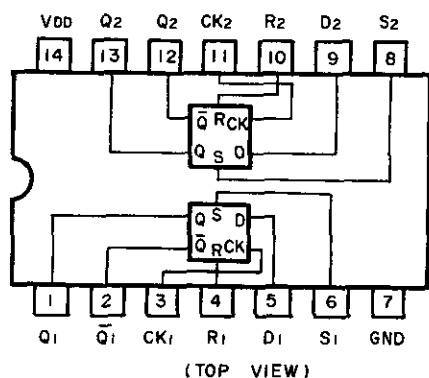 VDD Q2 Q2 CK2 R2 D2 S2
14 13 12 11 10 9 8
Q̅ R CK
Q S D
Q S D
Q̅ R CK
1 2 3 4 5 6 7
Q1 Q̅1 CK1 R1 D1 S1 GND
(TOP VIEW)